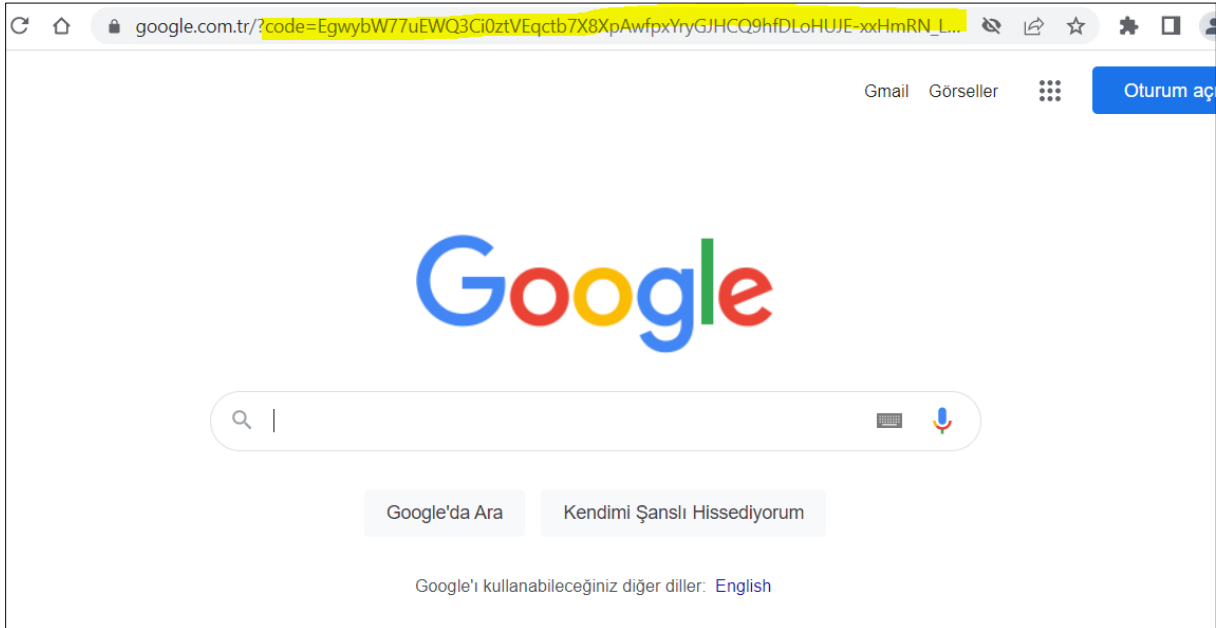 google.com.tr/?code=EgwybW77uEWQ3Ci0ztVEqctb7X8XpAwfpxYryGJHCQ9hfDLoHUJE-xxHmRN_L...
Gmail Görseller Oturum açı
Google
Google'da Ara Kendimi Şanslı Hissediyorum
Google'ı kullanabileceğiniz diğer diller: English